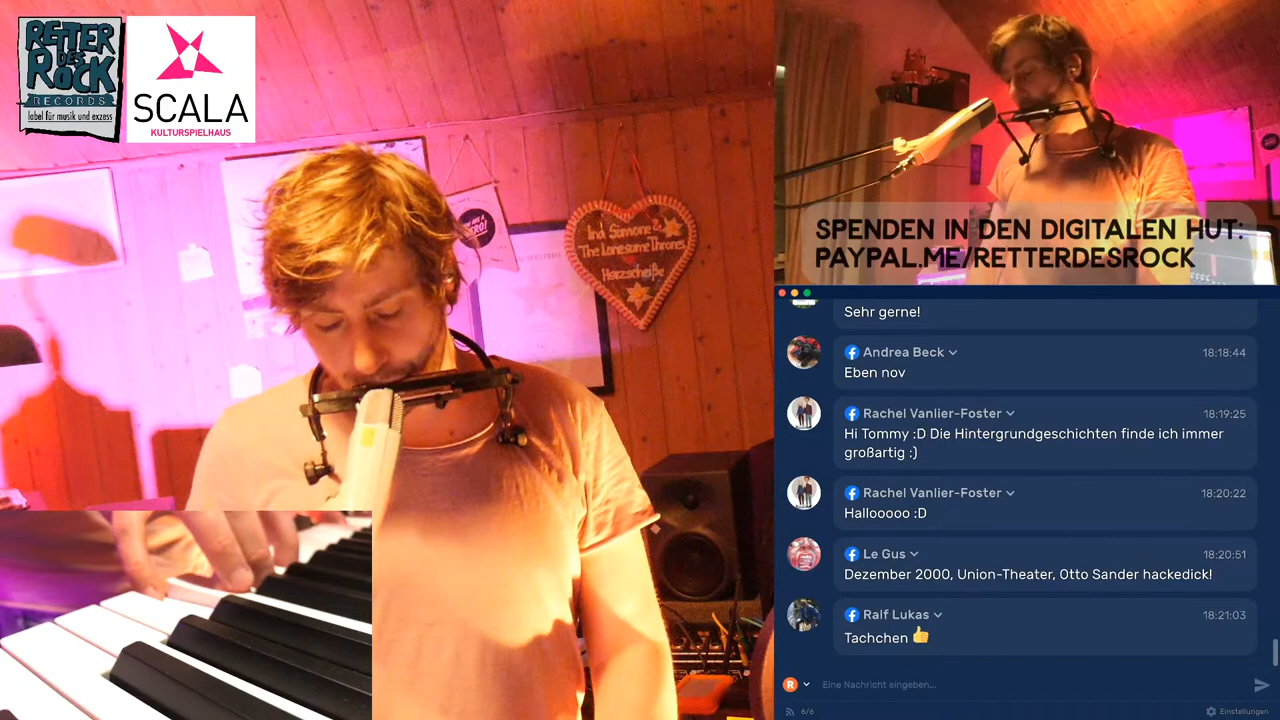 RETTER
DES
ROCK
RECORDS
label für musik und exzess
SCALA
KULTURSPIELHAUS
Ina Simone &
The Lonesome Thrones
Herzscheiße
SPENDEN IN DEN DIGITALEN HUT:
PAYPAL.ME/RETTERDESROCK
Sehr gerne!
Andrea Beck
18:18:44
Eben nov
Rachel Vanlier-Foster
18:19:25
Hi Tommy :D Die Hintergrundgeschichten finde ich immer
großartig :)
Rachel Vanlier-Foster
18:20:22
Hallooooo :D
Le Gus
18:20:51
Dezember 2000, Union-Theater, Otto Sander hackedick!
Ralf Lukas
18:21:03
Tachchen 👍
R
Eine Nachricht eingeben...
6/6
Einstellungen